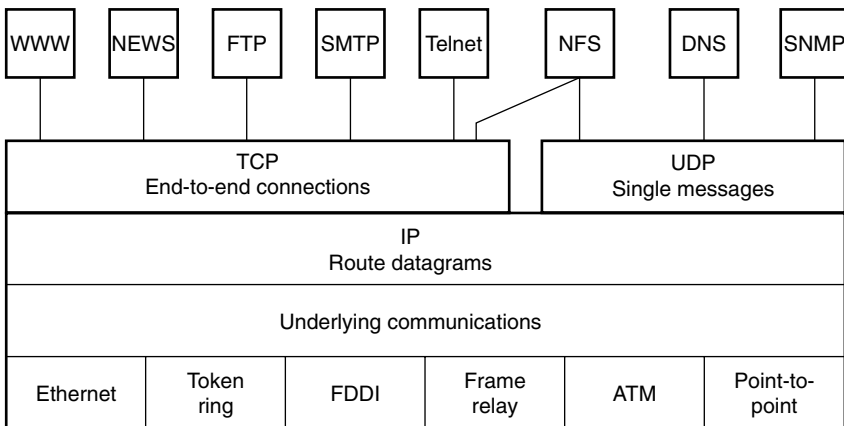 WWW
NEWS
FTP
SMTP
Telnet
NFS
DNS
SNMP
TCP
End-to-end connections
UDP
Single messages
IP
Route datagrams
Underlying communications
Ethernet
Token
ring
FDDI
Frame
relay
ATM
Point-to-
point